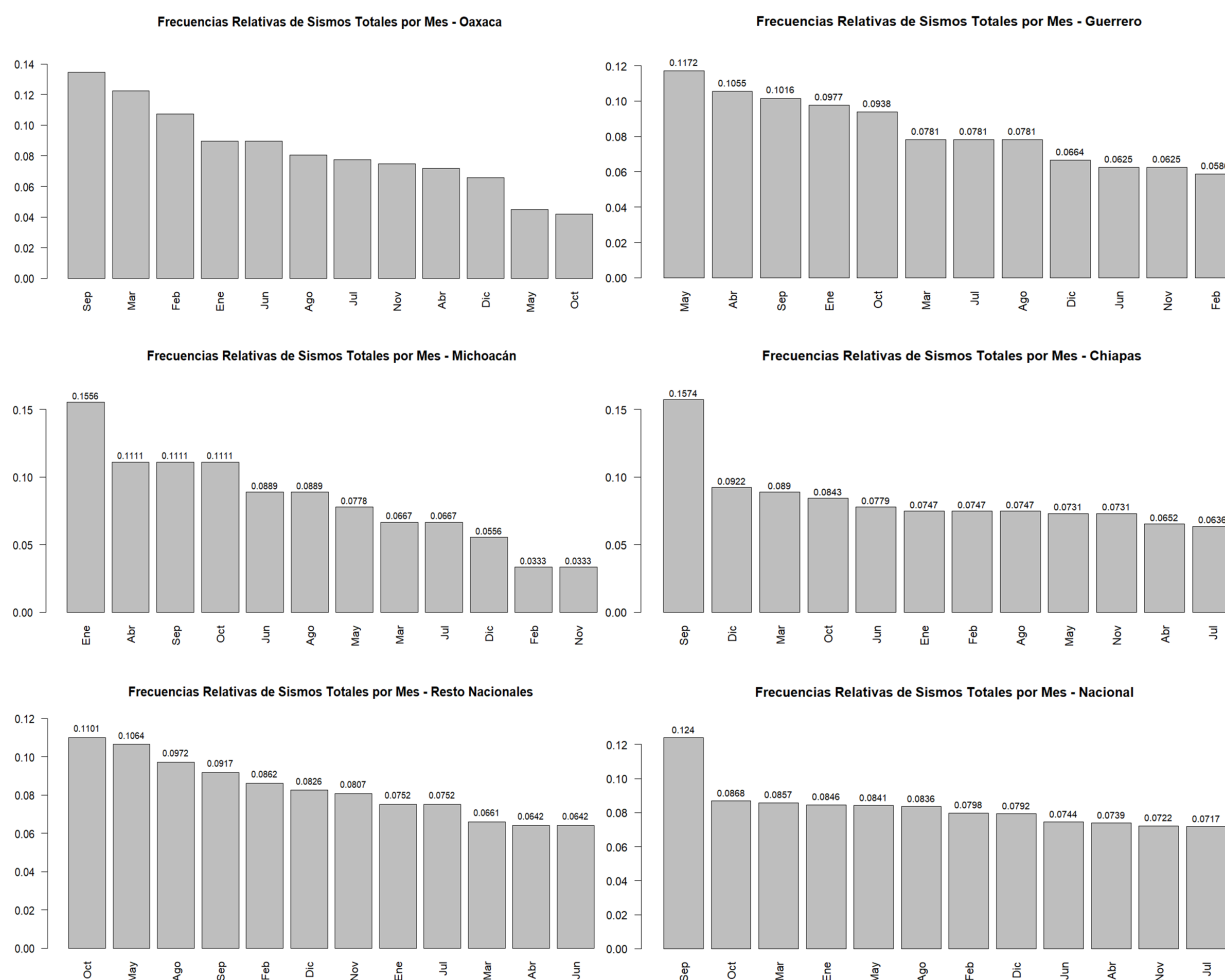 Frecuencias Relativas de Sismos Totales por Mes - Oaxaca
0.14
0.12
0.10
0.08
0.06
0.04
0.02
0.00
Sep Mar Feb Ene Jun Ago Jul Nov Abr Dic May Oct
Frecuencias Relativas de Sismos Totales por Mes - Guerrero
0.12
0.10
0.08
0.06
0.04
0.02
0.00
0.1172 0.1055 0.1016 0.0977 0.0938 0.0781 0.0781 0.0781 0.0664 0.0625 0.0625
May Abr Sep Ene Oct Mar Jul Ago Dic Jun Nov Feb
Frecuencias Relativas de Sismos Totales por Mes - Michoacán
0.15
0.10
0.05
0.00
0.1556 0.1111 0.1111 0.1111 0.0889 0.0889 0.0778 0.0667 0.0667 0.0556 0.0333 0.0333
Ene Abr Sep Oct Jun Ago May Mar Jul Dic Feb Nov
Frecuencias Relativas de Sismos Totales por Mes - Chiapas
0.15
0.10
0.05
0.00
0.1574 0.0922 0.089 0.0843 0.0779 0.0747 0.0747 0.0747 0.0731 0.0731 0.0652 0.0636
Sep Dic Mar Oct Jun Ene Feb Ago May Nov Abr Jul
Frecuencias Relativas de Sismos Totales por Mes - Resto Nacionales
0.12
0.10
0.08
0.06
0.04
0.02
0.00
0.1101 0.1064 0.0972 0.0917 0.0862 0.0826 0.0807 0.0752 0.0752 0.0661 0.0642 0.0642
Oct May Ago Sep Feb Dic Nov Ene Jul Mar Abr Jun
Frecuencias Relativas de Sismos Totales por Mes - Nacional
0.12
0.10
0.08
0.06
0.04
0.02
0.00
0.124 0.0868 0.0857 0.0846 0.0841 0.0836 0.0798 0.0792 0.0744 0.0739 0.0722 0.0717
Sep Oct Mar Ene May Ago Feb Dic Jun Abr Nov Jul